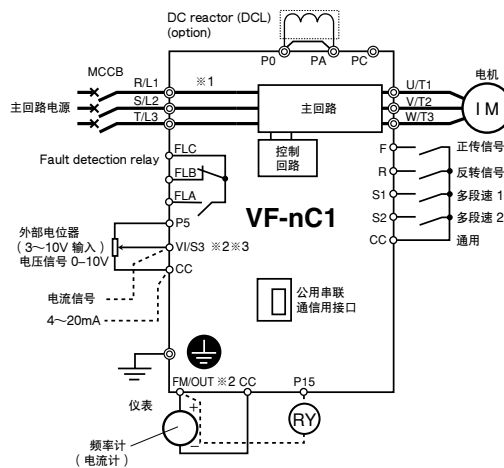 DC reactor (DCL)
(option)
P0
PA
PC
MCCB
主回路电源
R/L1
S/L2
T/L3
※1
主回路
控制
回路
U/T1
V/T2
W/T3
电机
I M
Fault detection relay
FLC
FLB
FLA
VF-nC1
F
R
S1
S2
CC
正传信号
反转信号
多段速 1
多段速 2
通用
外部电位器
( 3～10V 输入 )
电压信号 0–10V
P5
VI/S3 ※2※3
CC
电流信号
4～20mA
公用串联
通信用接口
FM/OUT ※2
CC
P15
仪表
+
−
RY
频率计
( 电流计 )